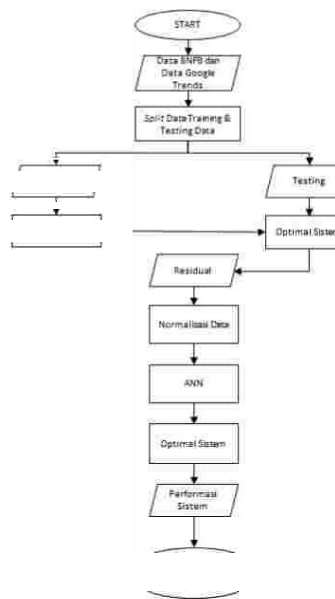 START
Data BNPB dan
Data Google
Trends
Split Data Training &
Testing Data
Testing
Optimal Sistem
Residual
Normalisasi Data
ANN
Optimal Sistem
Performasi
Sistem